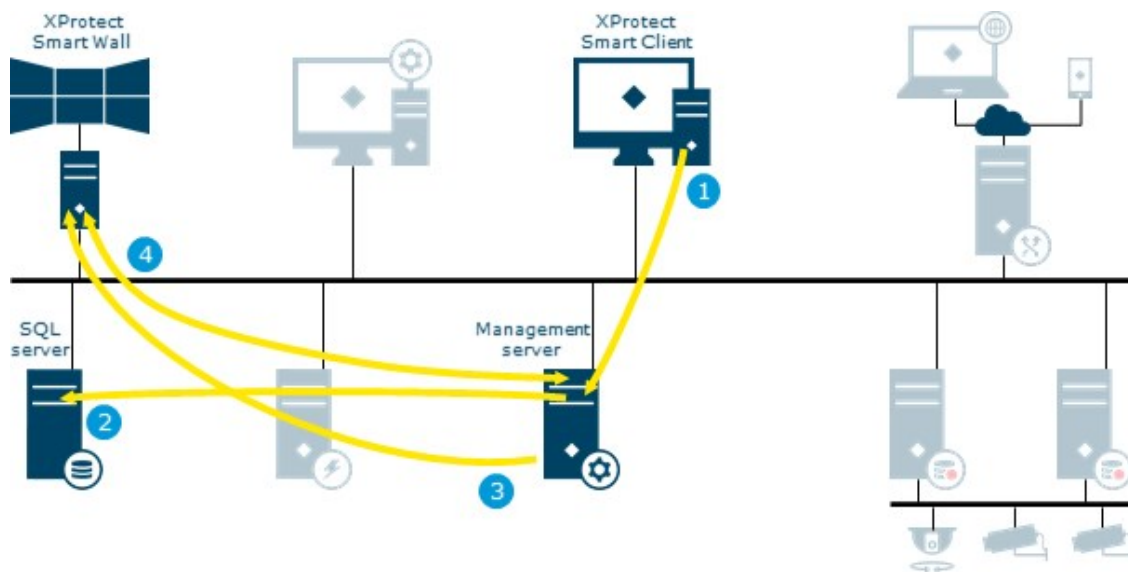 XProtect
Smart Wall
XProtect
Smart Client
1
4
SQL
server
Management
server
2
3